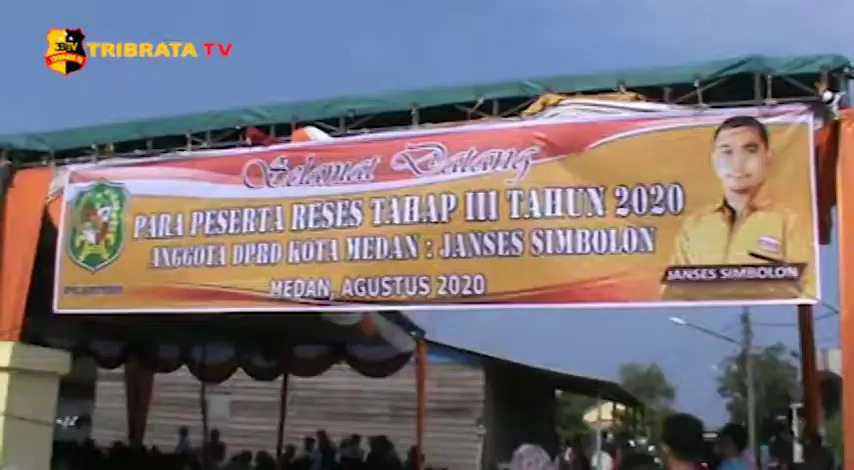 TRIBRATA TV
Selamat Datang
PARA PESERTA RESES TAHAP III TAHUN 2020
ANGGOTA DPRD KOTA MEDAN : JANSES SIMBOLON
MEDAN, AGUSTUS 2020
JANSES SIMBOLON